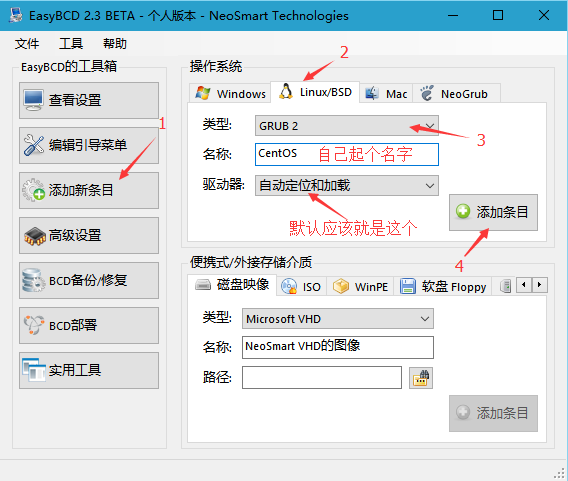 EasyBCD 2.3 BETA - 个人版本 - NeoSmart Technologies
文件 工具 帮助
EasyBCD的工具箱
查看设置
编辑引导菜单
添加新条目
高级设置
BCD备份/修复
BCD部署
实用工具
1
操作系统
2
Windows Linux/BSD Mac NeoGrub
类型: GRUB 2
3
名称: CentOS 自己起个名字
驱动器: 自动定位和加载
添加条目
默认应该就是这个
4
便携式/外接存储介质
磁盘映像 ISO WinPE 软盘 Floppy
类型: Microsoft VHD
名称: NeoSmart VHD的图像
路径:
添加条目